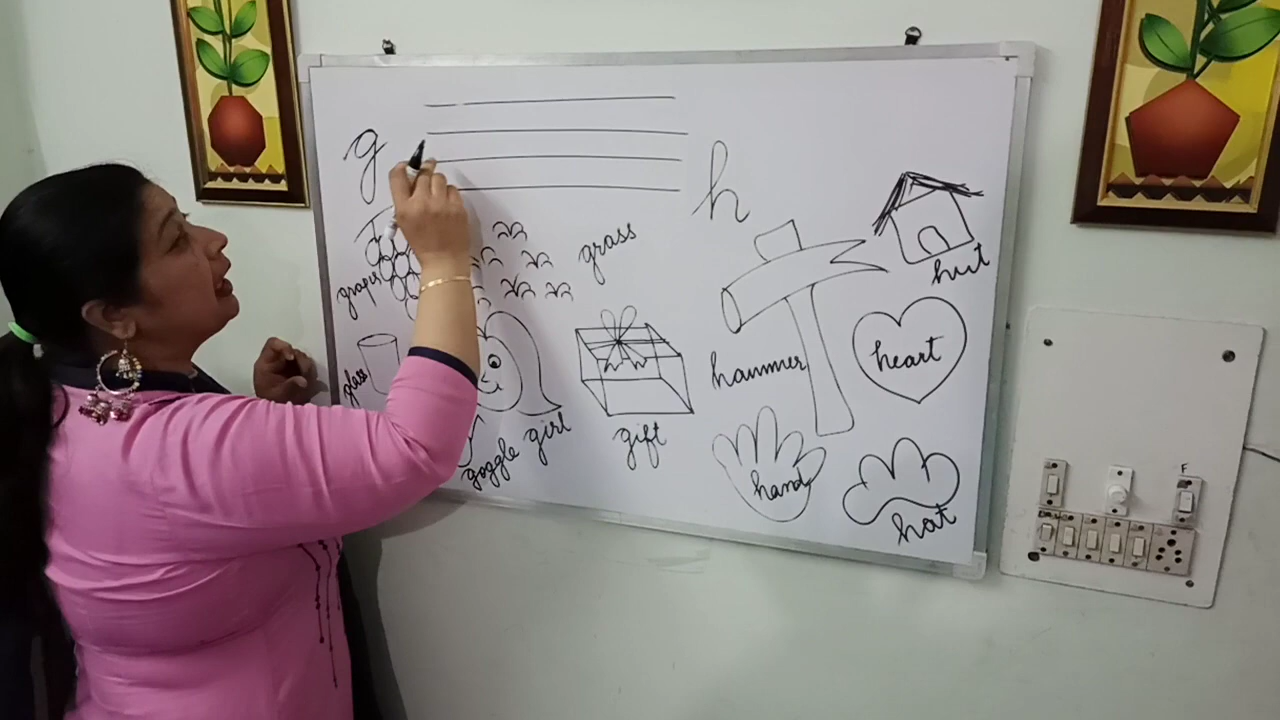 g
grapes
grass
glass
goggle
girl
gift
h
hut
hammer
heart
hand
hat
F